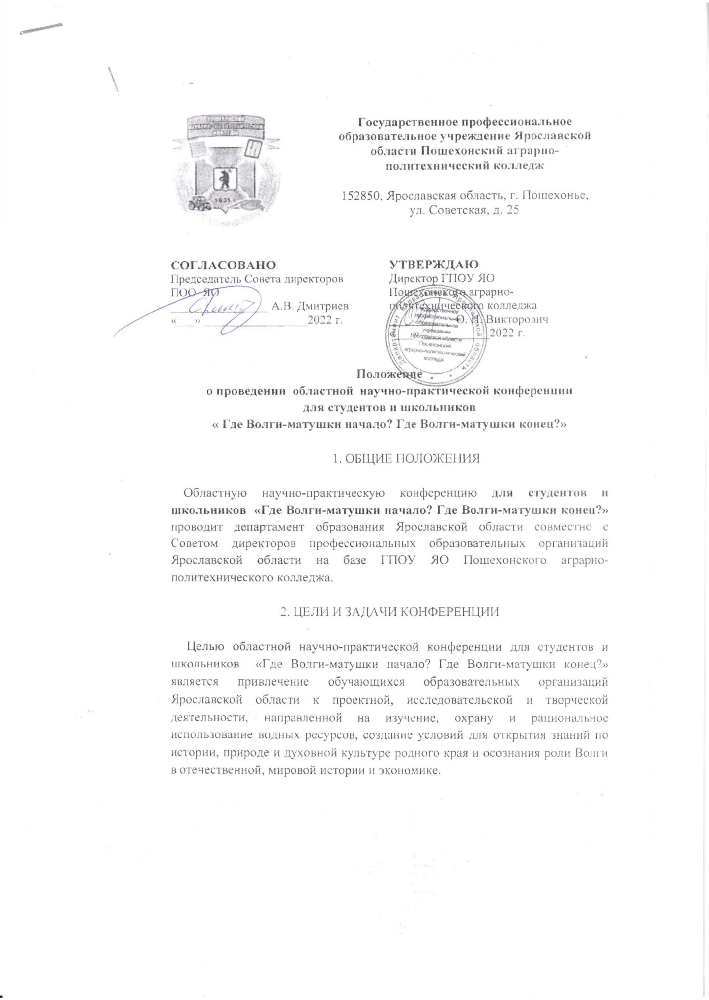 1931 г.
Государственное профессиональное
образовательное учреждение Ярославской
области Пошехонский аграрно-
политехнический колледж
152850, Ярославская область, г. Пошехонье,
ул. Советская, д. 25
СОГЛАСОВАНО
Председатель Совета директоров
ПОО ЯО
________________ А.В. Дмитриев
«___» _________________2022 г.
УТВЕРЖДАЮ
Директор ГПОУ ЯО
Пошехонского аграрно-
политехнического колледжа
О. Викторович
« » 2022 г.
Департамент образования Ярославской области
Государственное
профессиональное
образовательное
учреждение
Ярославской области
Пошехонский
аграрно-политехнический
колледж
Положение
о проведении областной научно-практической конференции
для студентов и школьников
« Где Волги-матушки начало? Где Волги-матушки конец?»
1. ОБЩИЕ ПОЛОЖЕНИЯ
Областную научно-практическую конференцию для студентов и
школьников «Где Волги-матушки начало? Где Волги-матушки конец?»
проводит департамент образования Ярославской области совместно с
Советом директоров профессиональных образовательных организаций
Ярославской области на базе ГПОУ ЯО Пошехонского аграрно-
политехнического колледжа.
2. ЦЕЛИ И ЗАДАЧИ КОНФЕРЕНЦИИ
Целью областной научно-практической конференции для студентов и
школьников «Где Волги-матушки начало? Где Волги-матушки конец?»
является привлечение обучающихся образовательных организаций
Ярославской области к проектной, исследовательской и творческой
деятельности, направленной на изучение, охрану и рациональное
использование водных ресурсов, создание условий для открытия знаний по
истории, природе и духовной культуре родного края и осознания роли Волги
в отечественной, мировой истории и экономике.